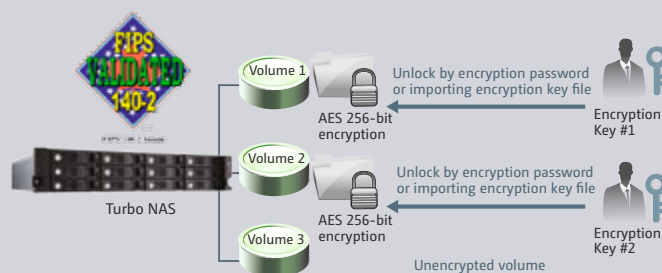 FIPS
VALIDATED
140-2
Turbo NAS
Volume 1
AES 256-bit
encryption
Unlock by encryption password
or importing encryption key file
Encryption
Key #1
Volume 2
AES 256-bit
encryption
Unlock by encryption password
or importing encryption key file
Encryption
Key #2
Volume 3
Unencrypted volume